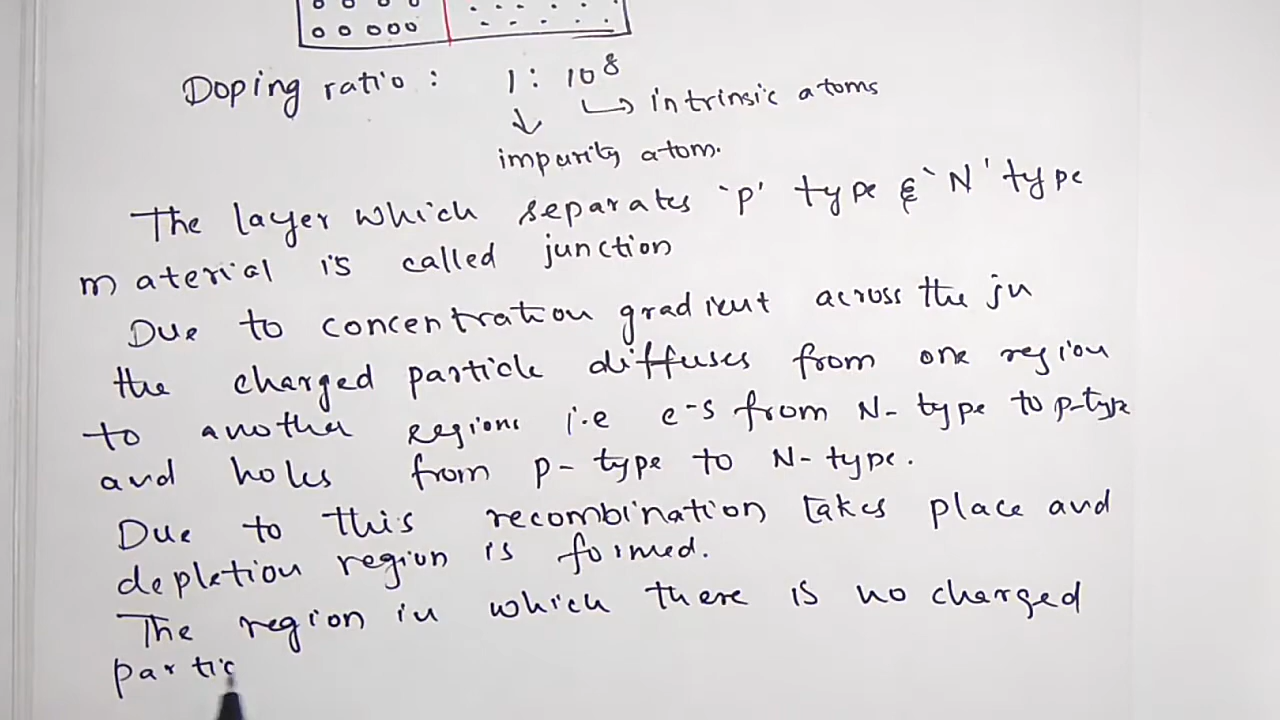 Doping ratio : 1 : 10⁸
↳ intrinsic atoms
↓
impurity atom.
The layer which separates 'p' type & 'N' type
material is called junction
Due to concentration gradient across the jn
the charged particle diffuses from one region
to another regions i.e e-s from N- type to p-type
and holes from p- type to N- type.
Due to this recombination takes place and
depletion region is formed.
The region in which there is no charged
partic